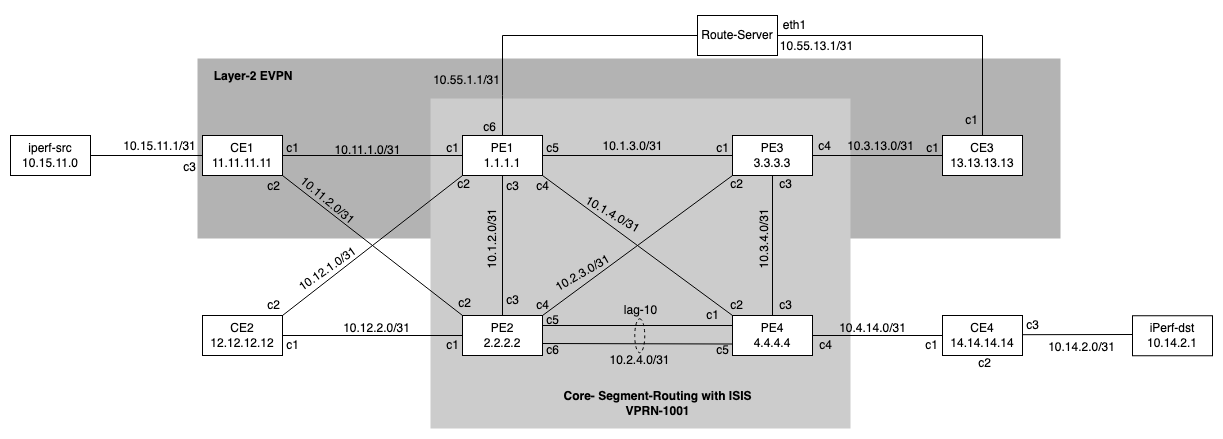 Route-Server
eth1
10.55.13.1/31
Layer-2 EVPN
10.55.1.1/31
c6
c1
iperf-src
10.15.11.0
10.15.11.1/31
c3
CE1
11.11.11.11
c1
c2
10.11.1.0/31
c1
PE1
1.1.1.1
c5
c2
c3
c4
10.1.3.0/31
c1
PE3
3.3.3.3
c4
c2
c3
10.3.13.0/31
c1
CE3
13.13.13.13
10.11.2.0/31
10.12.1.0/31
10.1.2.0/31
10.1.4.0/31
10.2.3.0/31
10.3.4.0/31
c2
CE2
12.12.12.12
c1
10.12.2.0/31
c2
c3
c4
c1
PE2
2.2.2.2
c5
c6
lag-10
10.2.4.0/31
c2
c3
c1
c5
PE4
4.4.4.4
c4
10.4.14.0/31
c1
CE4
14.14.14.14
c3
c2
10.14.2.0/31
iPerf-dst
10.14.2.1
Core- Segment-Routing with ISIS
VPRN-1001